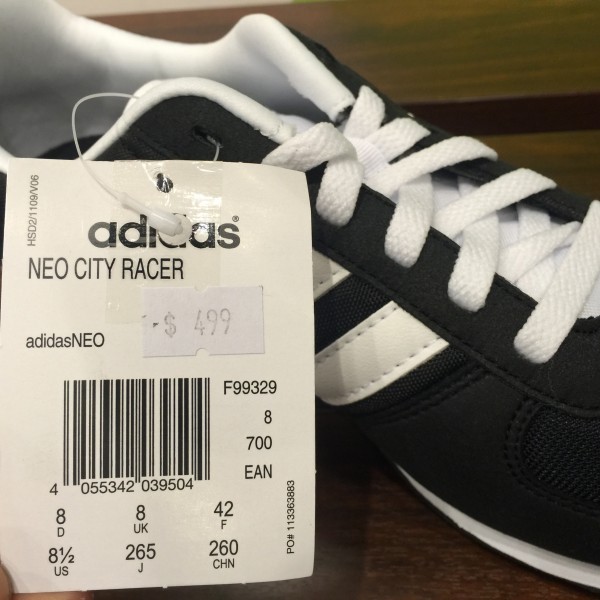 HSD2/1109/V06
adidas®
NEO CITY RACER
-$ 499
adidasNEO
F99329
8
700
EAN
4 055342 039504
8 8 42
D UK F
8½ 265 260
US J CHN
PO# 113363883